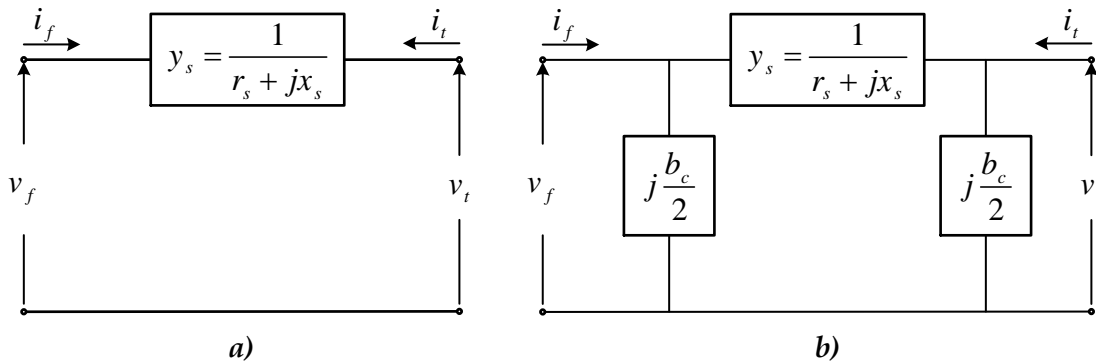 i_f
y_s = 1 / (r_s + jx_s)
i_t
v_f
v_t
a)
i_f
y_s = 1 / (r_s + jx_s)
i_t
v_f
j b_c / 2
j b_c / 2
v
b)